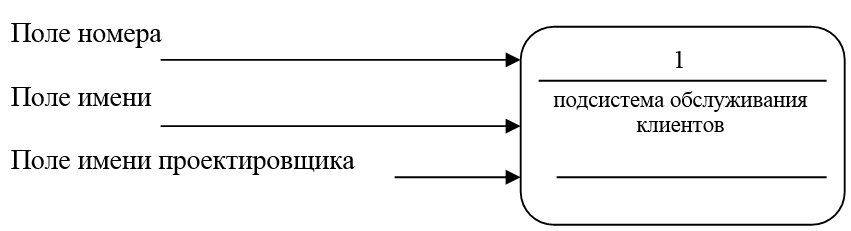 Поле номера
1
Поле имени
подсистема обслуживания
клиентов
Поле имени проектировщика